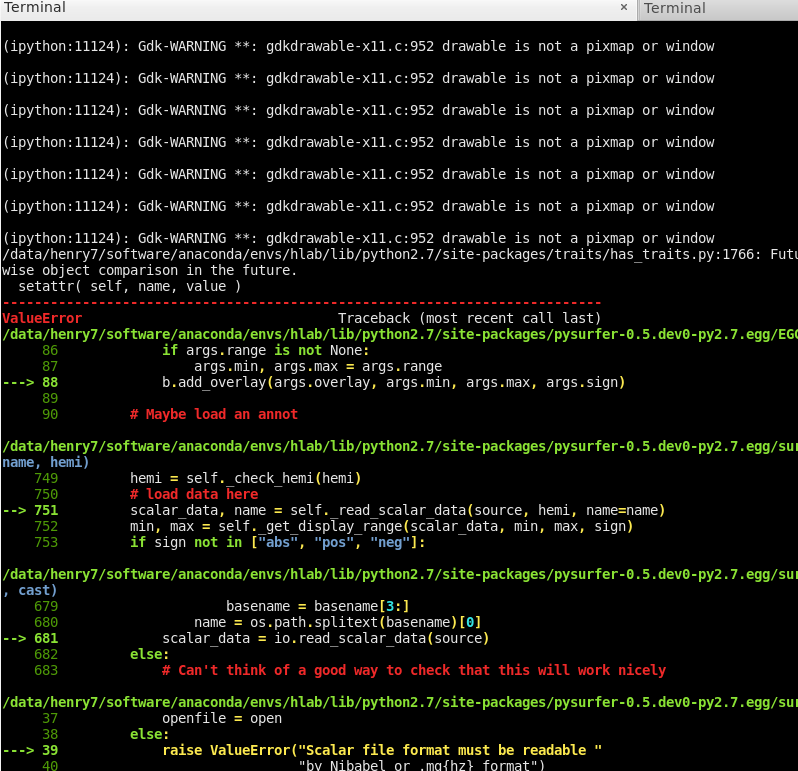 Terminal × Terminal
(ipython:11124): Gdk-WARNING **: gdkdrawable-x11.c:952 drawable is not a pixmap or window
(ipython:11124): Gdk-WARNING **: gdkdrawable-x11.c:952 drawable is not a pixmap or window
(ipython:11124): Gdk-WARNING **: gdkdrawable-x11.c:952 drawable is not a pixmap or window
(ipython:11124): Gdk-WARNING **: gdkdrawable-x11.c:952 drawable is not a pixmap or window
(ipython:11124): Gdk-WARNING **: gdkdrawable-x11.c:952 drawable is not a pixmap or window
(ipython:11124): Gdk-WARNING **: gdkdrawable-x11.c:952 drawable is not a pixmap or window
(ipython:11124): Gdk-WARNING **: gdkdrawable-x11.c:952 drawable is not a pixmap or window
/data/henry7/software/anaconda/envs/hlab/lib/python2.7/site-packages/traits/has_traits.py:1766: Futu
wise object comparison in the future.
  setattr( self, name, value )
---------------------------------------------------------------------------
ValueError                                Traceback (most recent call last)
/data/henry7/software/anaconda/envs/hlab/lib/python2.7/site-packages/pysurfer-0.5.dev0-py2.7.egg/EGG
     86             if args.range is not None:
     87                 args.min, args.max = args.range
---> 88             b.add_overlay(args.overlay, args.min, args.max, args.sign)
     89
     90         # Maybe load an annot
/data/henry7/software/anaconda/envs/hlab/lib/python2.7/site-packages/pysurfer-0.5.dev0-py2.7.egg/sur
name, hemi)
    749         hemi = self._check_hemi(hemi)
    750         # load data here
--> 751         scalar_data, name = self._read_scalar_data(source, hemi, name=name)
    752         min, max = self._get_display_range(scalar_data, min, max, sign)
    753         if sign not in ["abs", "pos", "neg"]:
/data/henry7/software/anaconda/envs/hlab/lib/python2.7/site-packages/pysurfer-0.5.dev0-py2.7.egg/sur
, cast)
    679                     basename = basename[3:]
    680                 name = os.path.splitext(basename)[0]
--> 681             scalar_data = io.read_scalar_data(source)
    682         else:
    683             # Can't think of a good way to check that this will work nicely
/data/henry7/software/anaconda/envs/hlab/lib/python2.7/site-packages/pysurfer-0.5.dev0-py2.7.egg/sur
     37             openfile = open
     38         else:
---> 39             raise ValueError("Scalar file format must be readable "
     40                              "by Nibabel or .mg{hz} format")